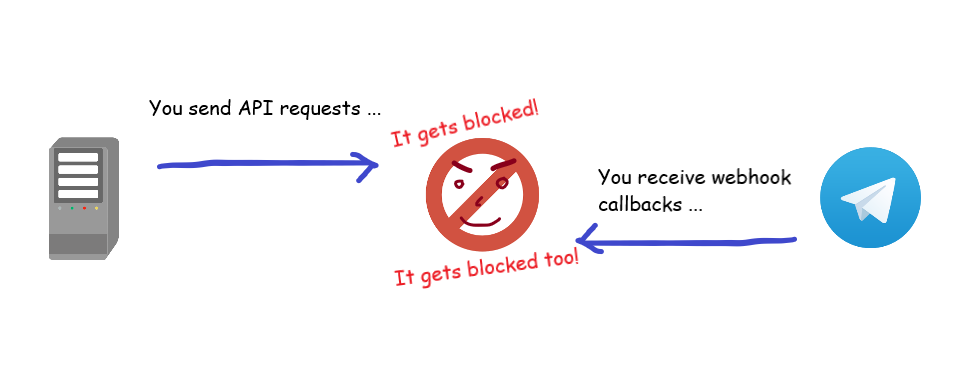 You send API requests ...
It gets blocked!
You receive webhook
callbacks ...
It gets blocked too!